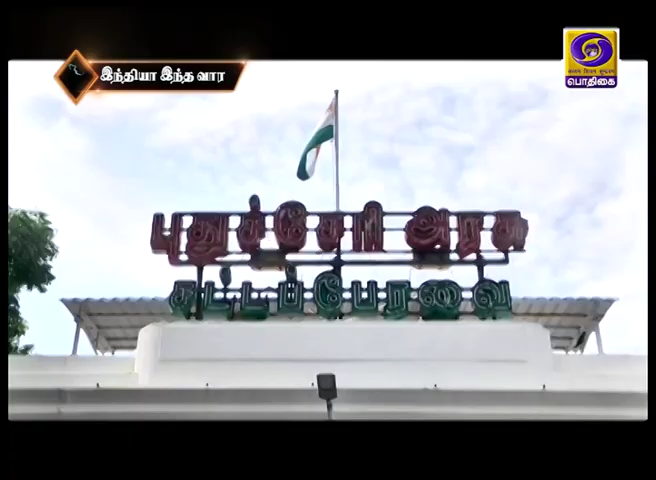 இந்தியா இந்த வார
பொதிகை
புதுச்சேரி அரசு
சட்டப்பேரவை